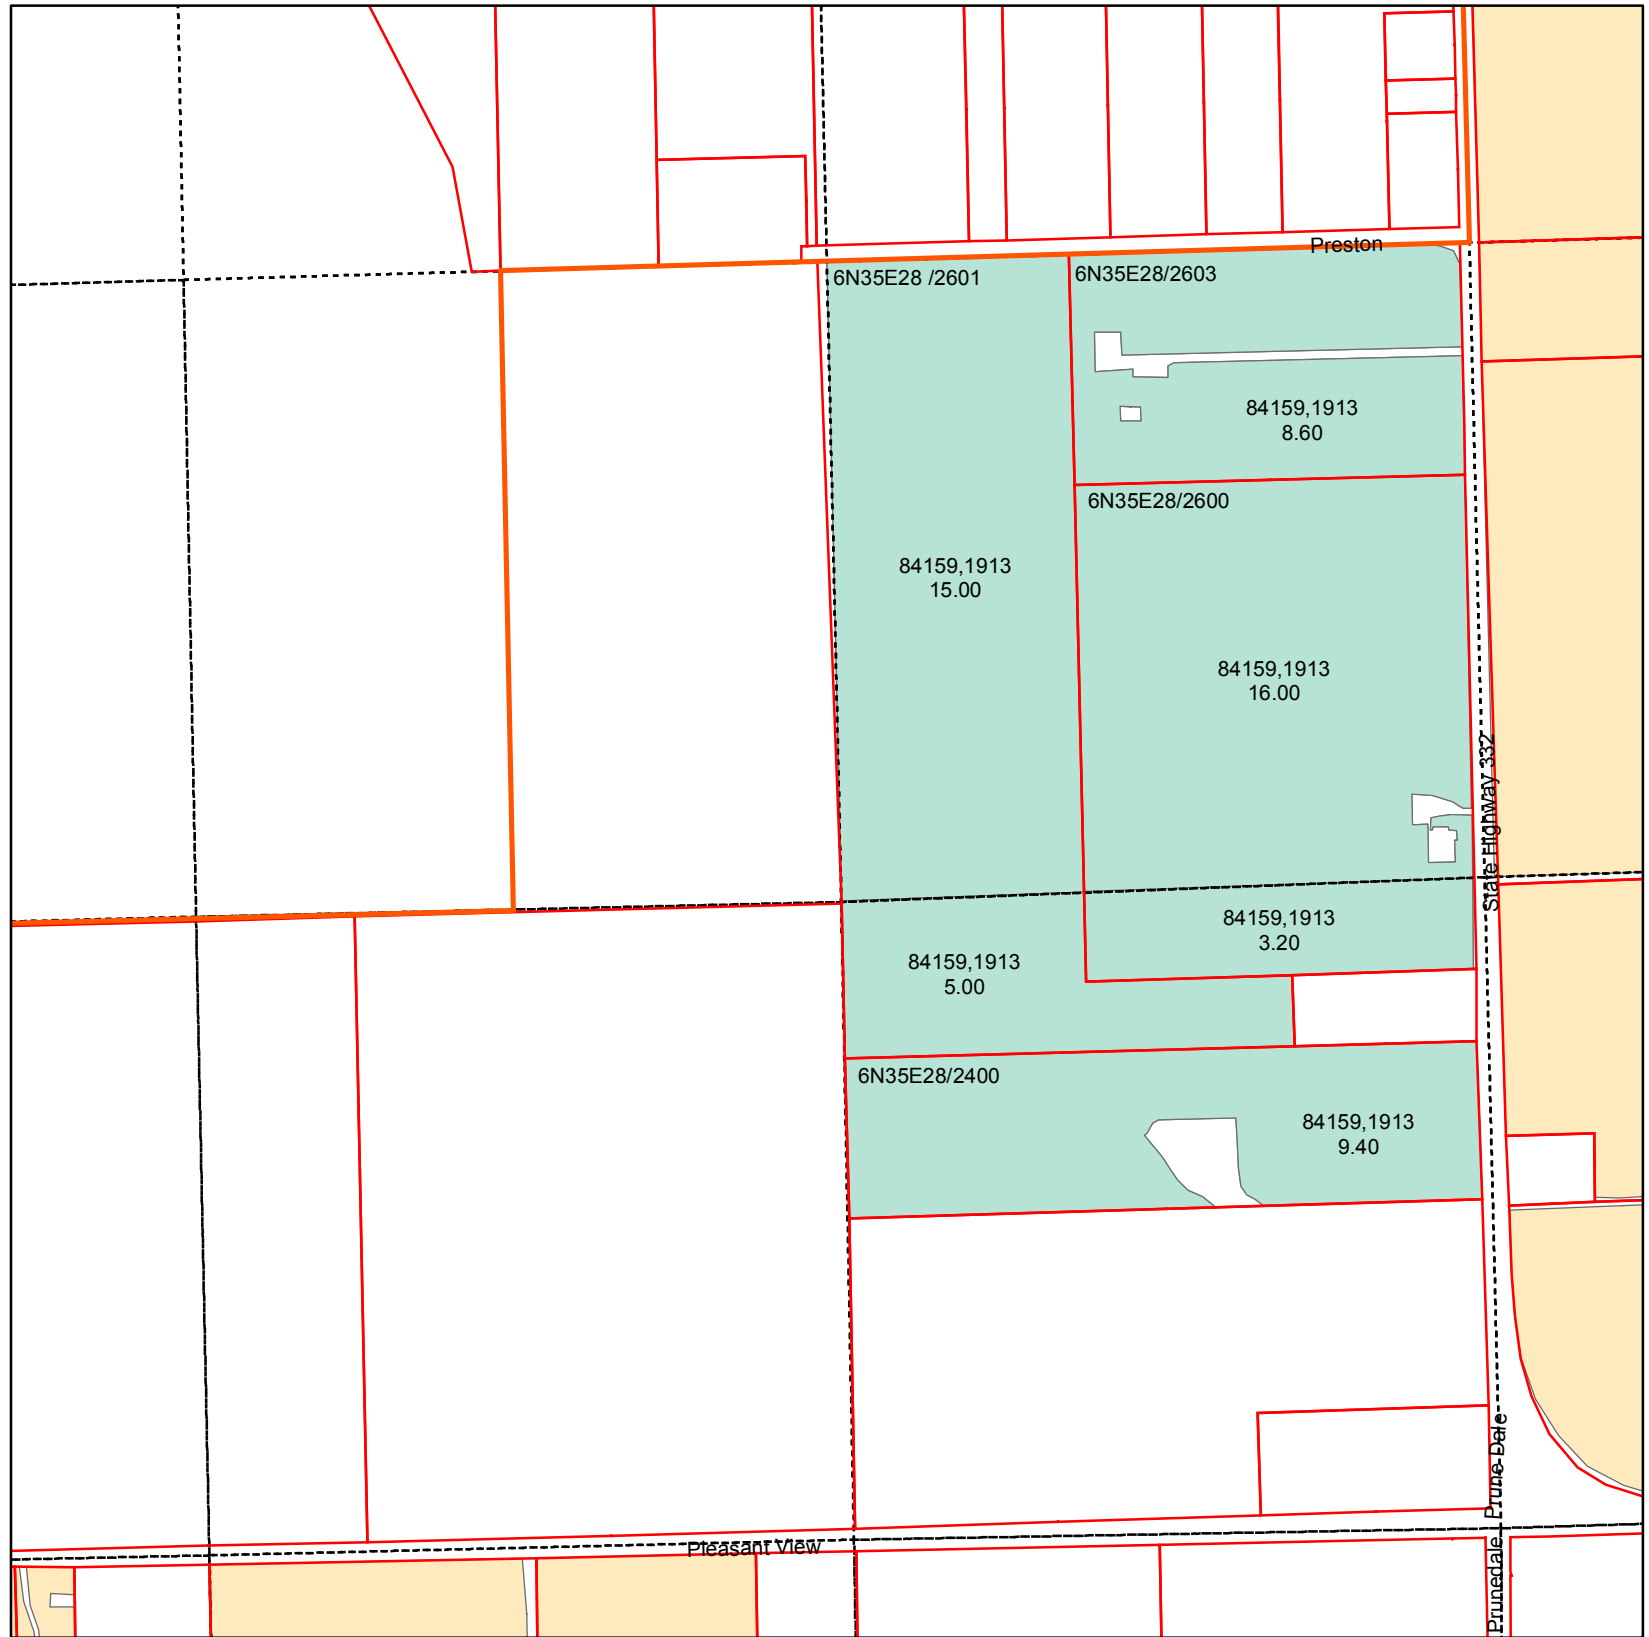 Preston
6N35E28 /2601
6N35E28/2603
84159,1913
8.60
6N35E28/2600
84159,1913
15.00
84159,1913
16.00
State Highway 332
84159,1913
3.20
84159,1913
5.00
6N35E28/2400
84159,1913
9.40
Prunedale Prune Dale
Pleasant View